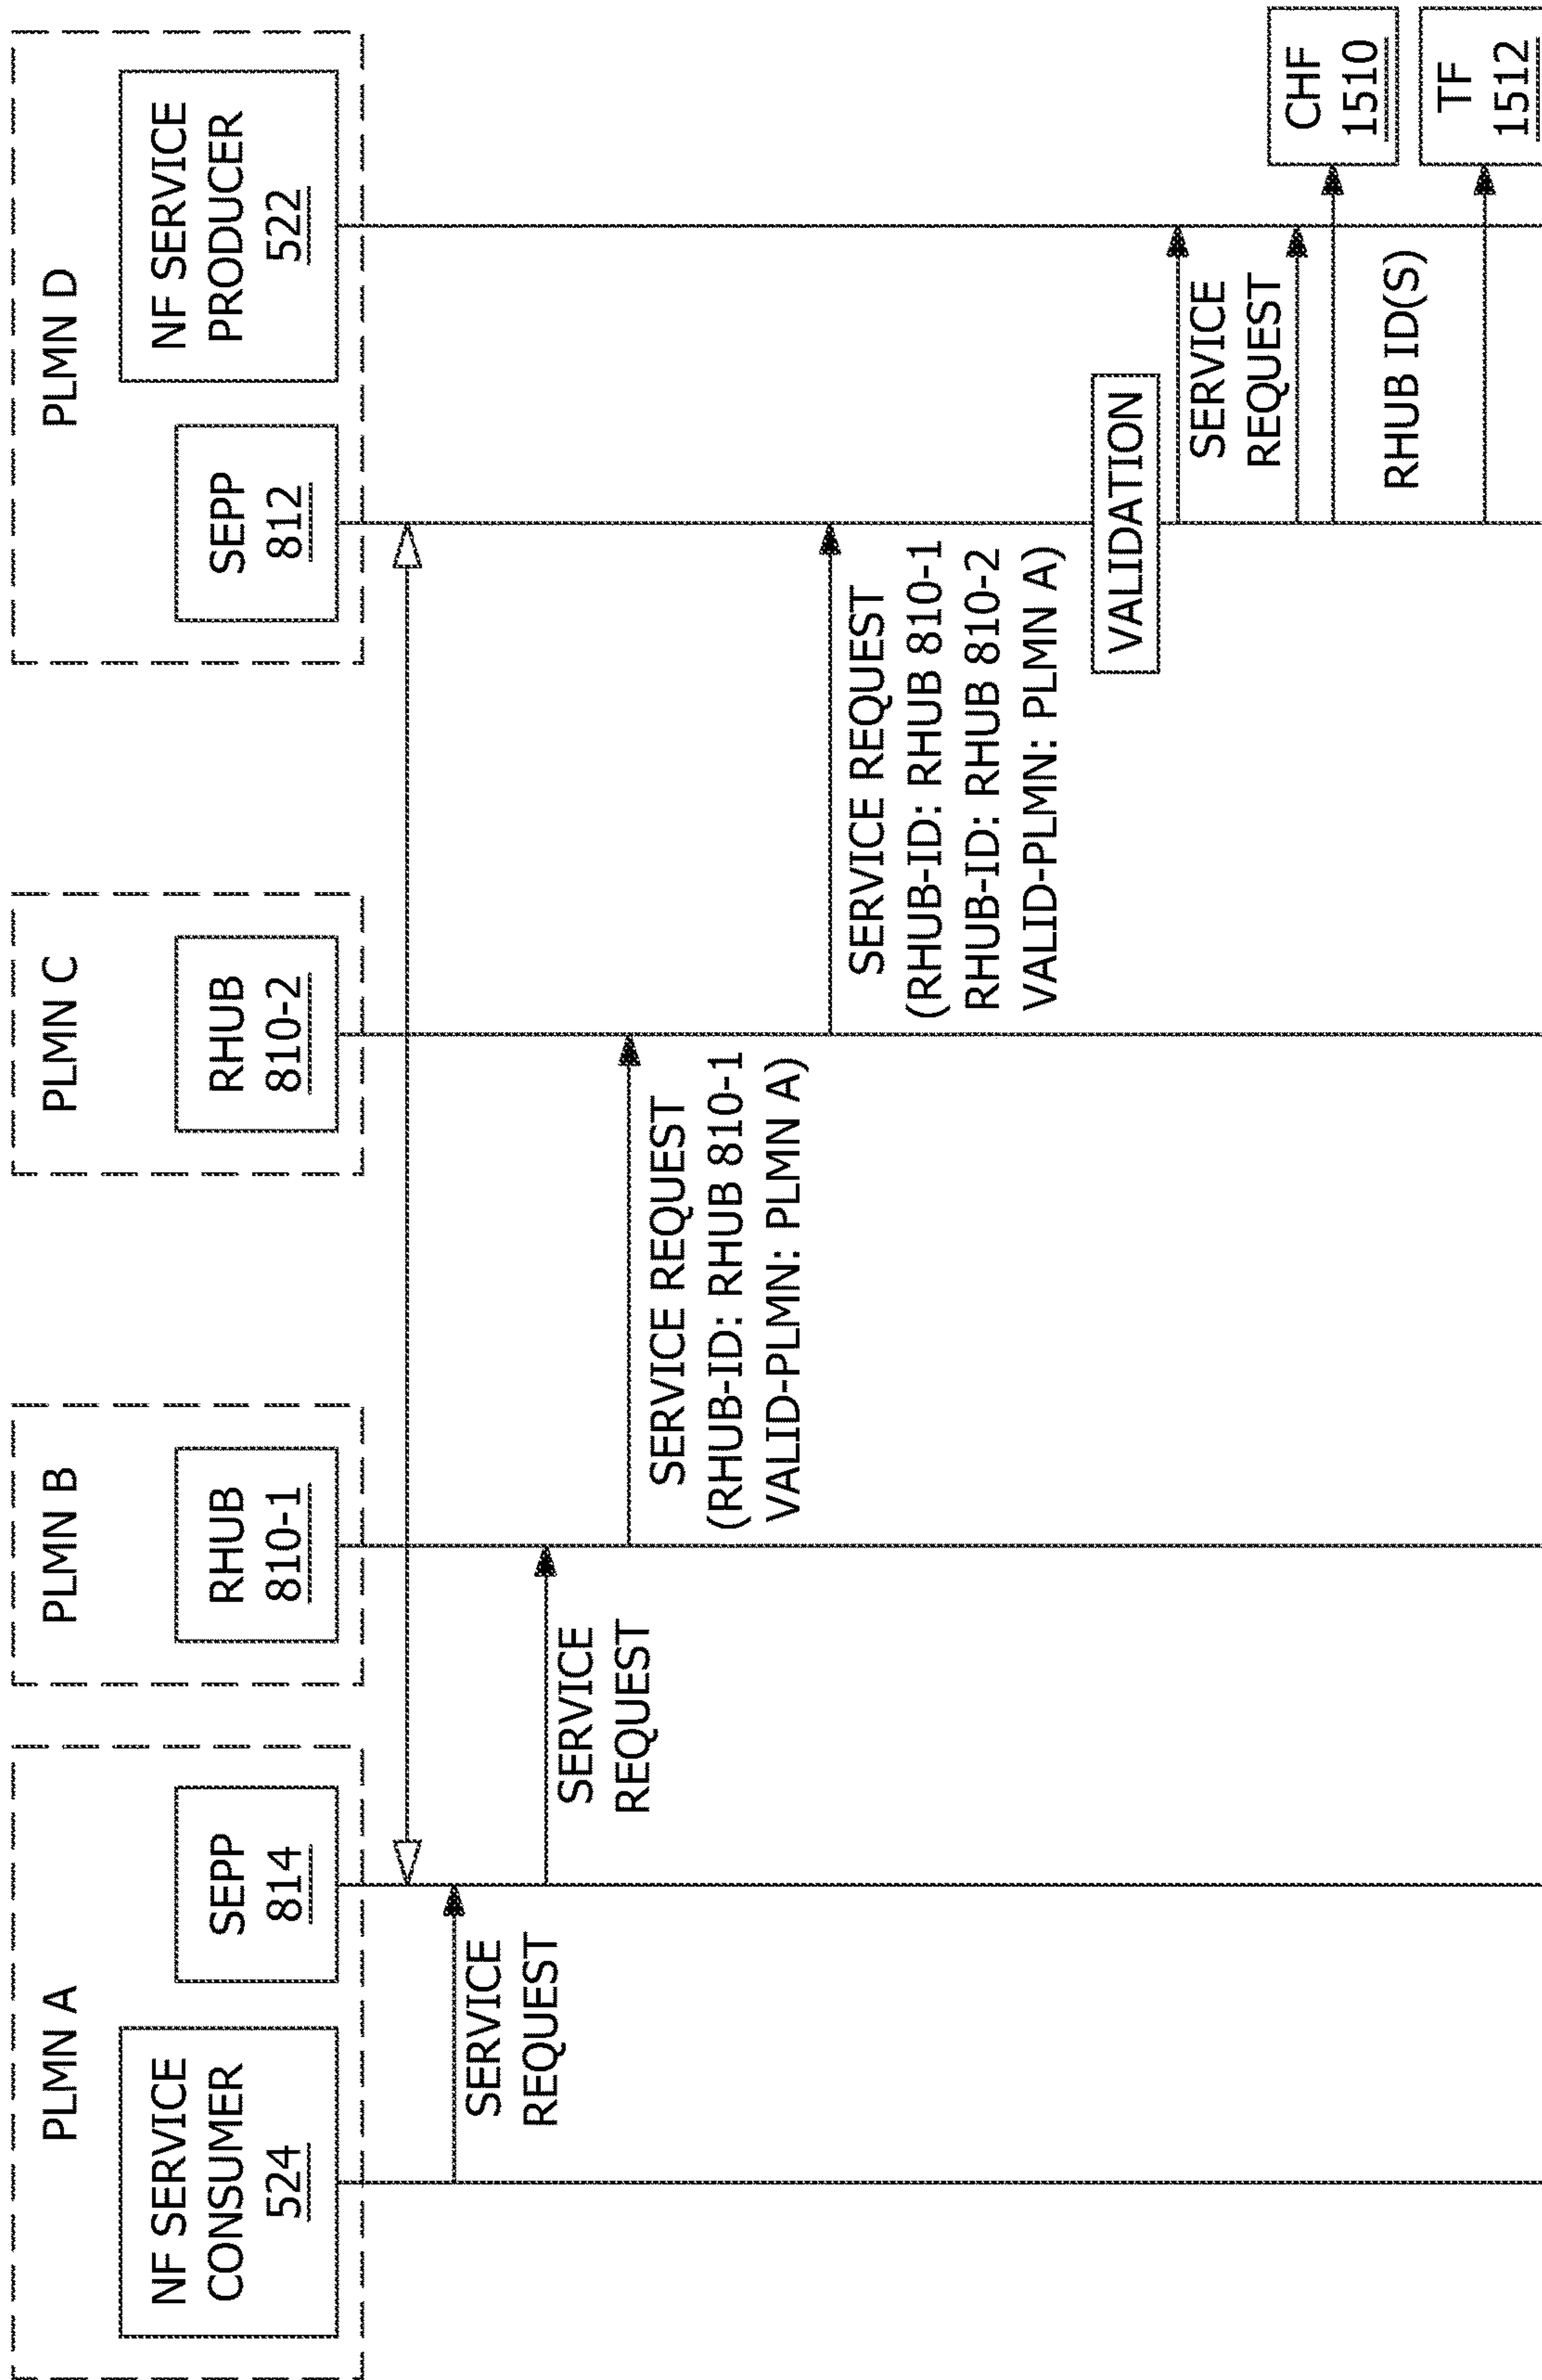 PLMN A
NF SERVICE
CONSUMER
524
SEPP
814
PLMN B
RHUB
810-1
PLMN C
RHUB
810-2
PLMN D
SEPP
812
NF SERVICE
PRODUCER
522
SERVICE
REQUEST
SERVICE
REQUEST
SERVICE REQUEST
(RHUB-ID: RHUB 810-1
VALID-PLMN: PLMN A)
SERVICE REQUEST
(RHUB-ID: RHUB 810-1
RHUB-ID: RHUB 810-2
VALID-PLMN: PLMN A)
VALIDATION
SERVICE
REQUEST
CHF
1510
RHUB ID(S)
TF
1512